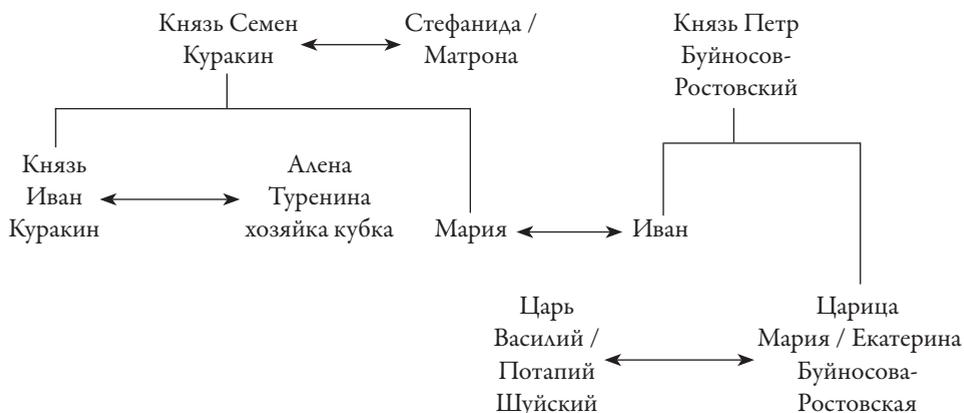 Князь Семен
Куракин
Стефанида /
Матрона
Князь Петр
Буйносов-
Ростовский
Князь
Иван
Куракин
Алена
Туренина
хозяйка кубка
Мария
Иван
Царь
Василий /
Потапий
Шуйский
Царица
Мария / Екатерина
Буйносова-
Ростовская